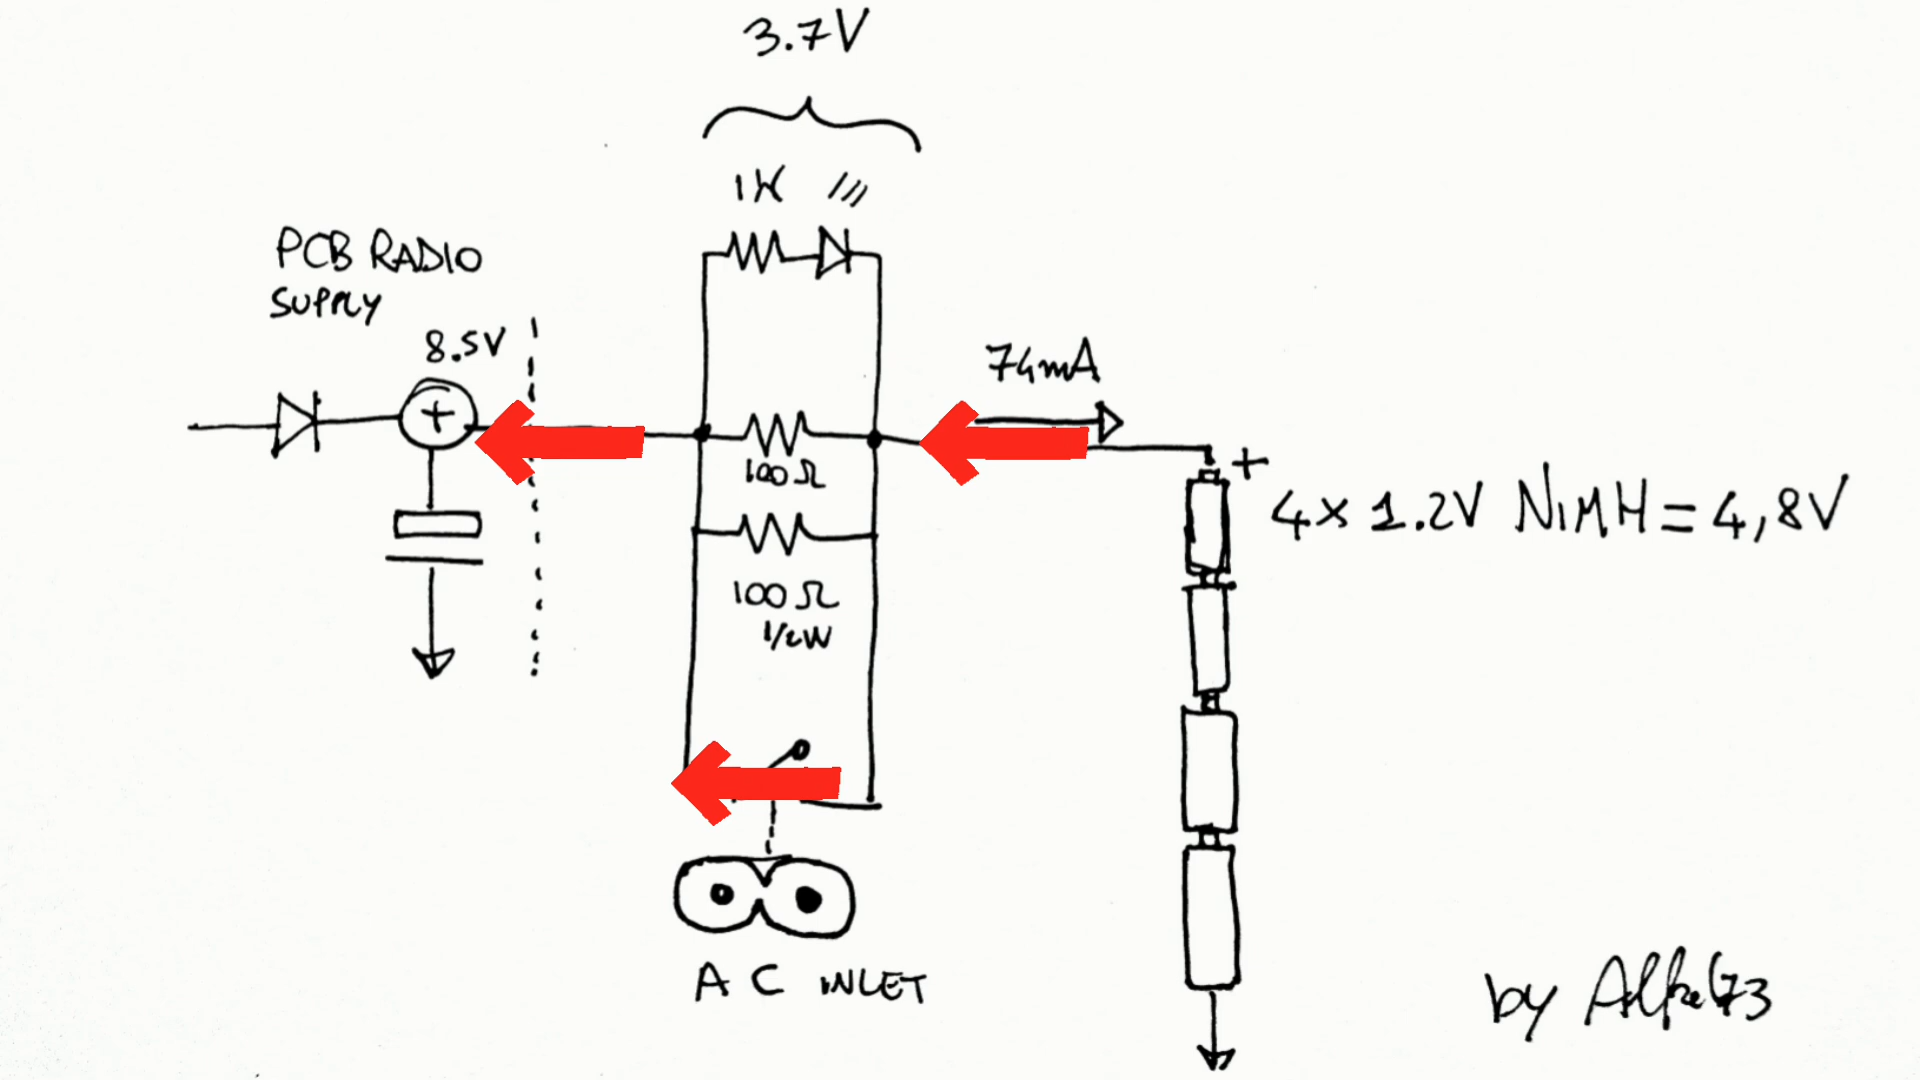 3.7V
1K
PCB RADIO
SUPPLY
8.5V
+
74mA
100Ω
+
4x 1.2V NiMH = 4,8V
100Ω
1/2W
AC INLET
by Alfred73